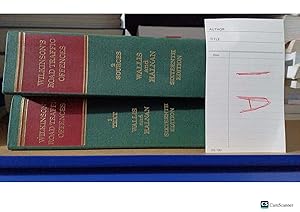 WILKINSON'S
ROAD TRAFFIC
OFFENCES
2 SOURCES
WALLIS
and
HALNAN
SIXTEENTH
EDITION
WILKINSON'S
ROAD TRAFFIC
OFFENCES
1 TEXT
WALLIS
and
HALNAN
SIXTEENTH
EDITION
AUTHOR
TITLE
A
CamScanner